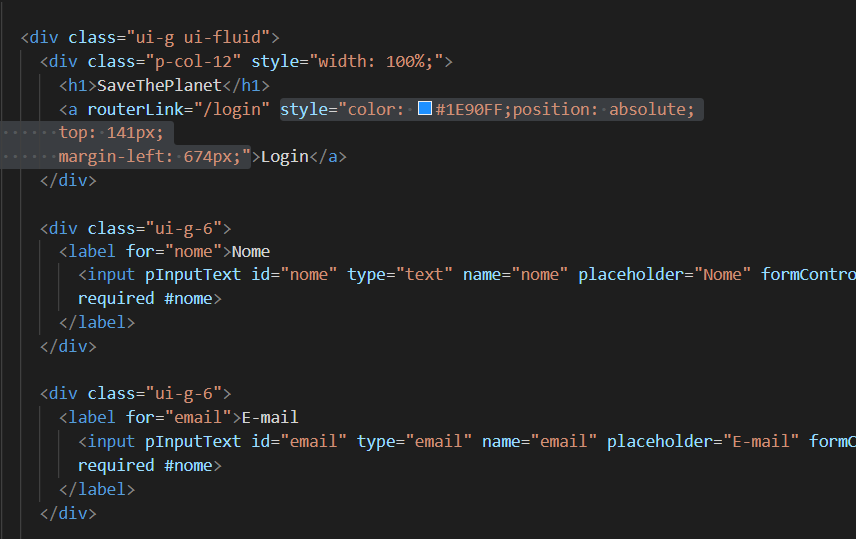 <div class="ui-g ui-fluid">
<div class="p-col-12" style="width: 100%;">
<h1>SaveThePlanet</h1>
<a routerLink="/login" style="color: #1E90FF;position: absolute;
top: 141px;
margin-left: 674px;">Login</a>
</div>
<div class="ui-g-6">
<label for="nome">Nome
<input pInputText id="nome" type="text" name="nome" placeholder="Nome" formContro
required #nome>
</label>
</div>
<div class="ui-g-6">
<label for="email">E-mail
<input pInputText id="email" type="email" name="email" placeholder="E-mail" formC
required #nome>
</label>
</div>